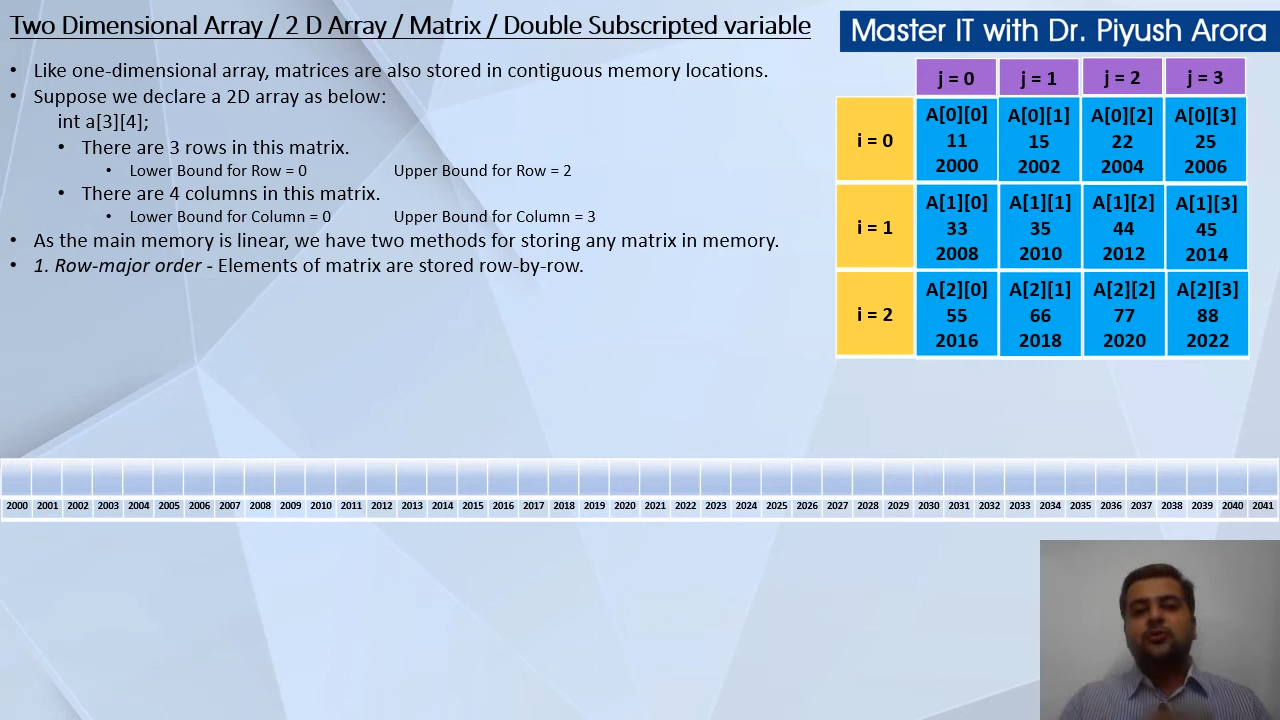 Two Dimensional Array / 2 D Array / Matrix / Double Subscripted variable
Master IT with Dr. Piyush Arora
• Like one-dimensional array, matrices are also stored in contiguous memory locations.
• Suppose we declare a 2D array as below:
int a[3][4];
• There are 3 rows in this matrix.
• Lower Bound for Row = 0 Upper Bound for Row = 2
• There are 4 columns in this matrix.
• Lower Bound for Column = 0 Upper Bound for Column = 3
• As the main memory is linear, we have two methods for storing any matrix in memory.
• 1. Row-major order - Elements of matrix are stored row-by-row.
j = 0 j = 1 j = 2 j = 3
A[0][0] A[0][1] A[0][2] A[0][3]
i = 0 11 15 22 25
2000 2002 2004 2006
A[1][0] A[1][1] A[1][2] A[1][3]
i = 1 33 35 44 45
2008 2010 2012 2014
A[2][0] A[2][1] A[2][2] A[2][3]
i = 2 55 66 77 88
2016 2018 2020 2022
2000 2001 2002 2003 2004 2005 2006 2007 2008 2009 2010 2011 2012 2013 2014 2015 2016 2017 2018 2019 2020 2021 2022 2023 2024 2025 2026 2027 2028 2029 2030 2031 2032 2033 2034 2035 2036 2037 2038 2039 2040 2041